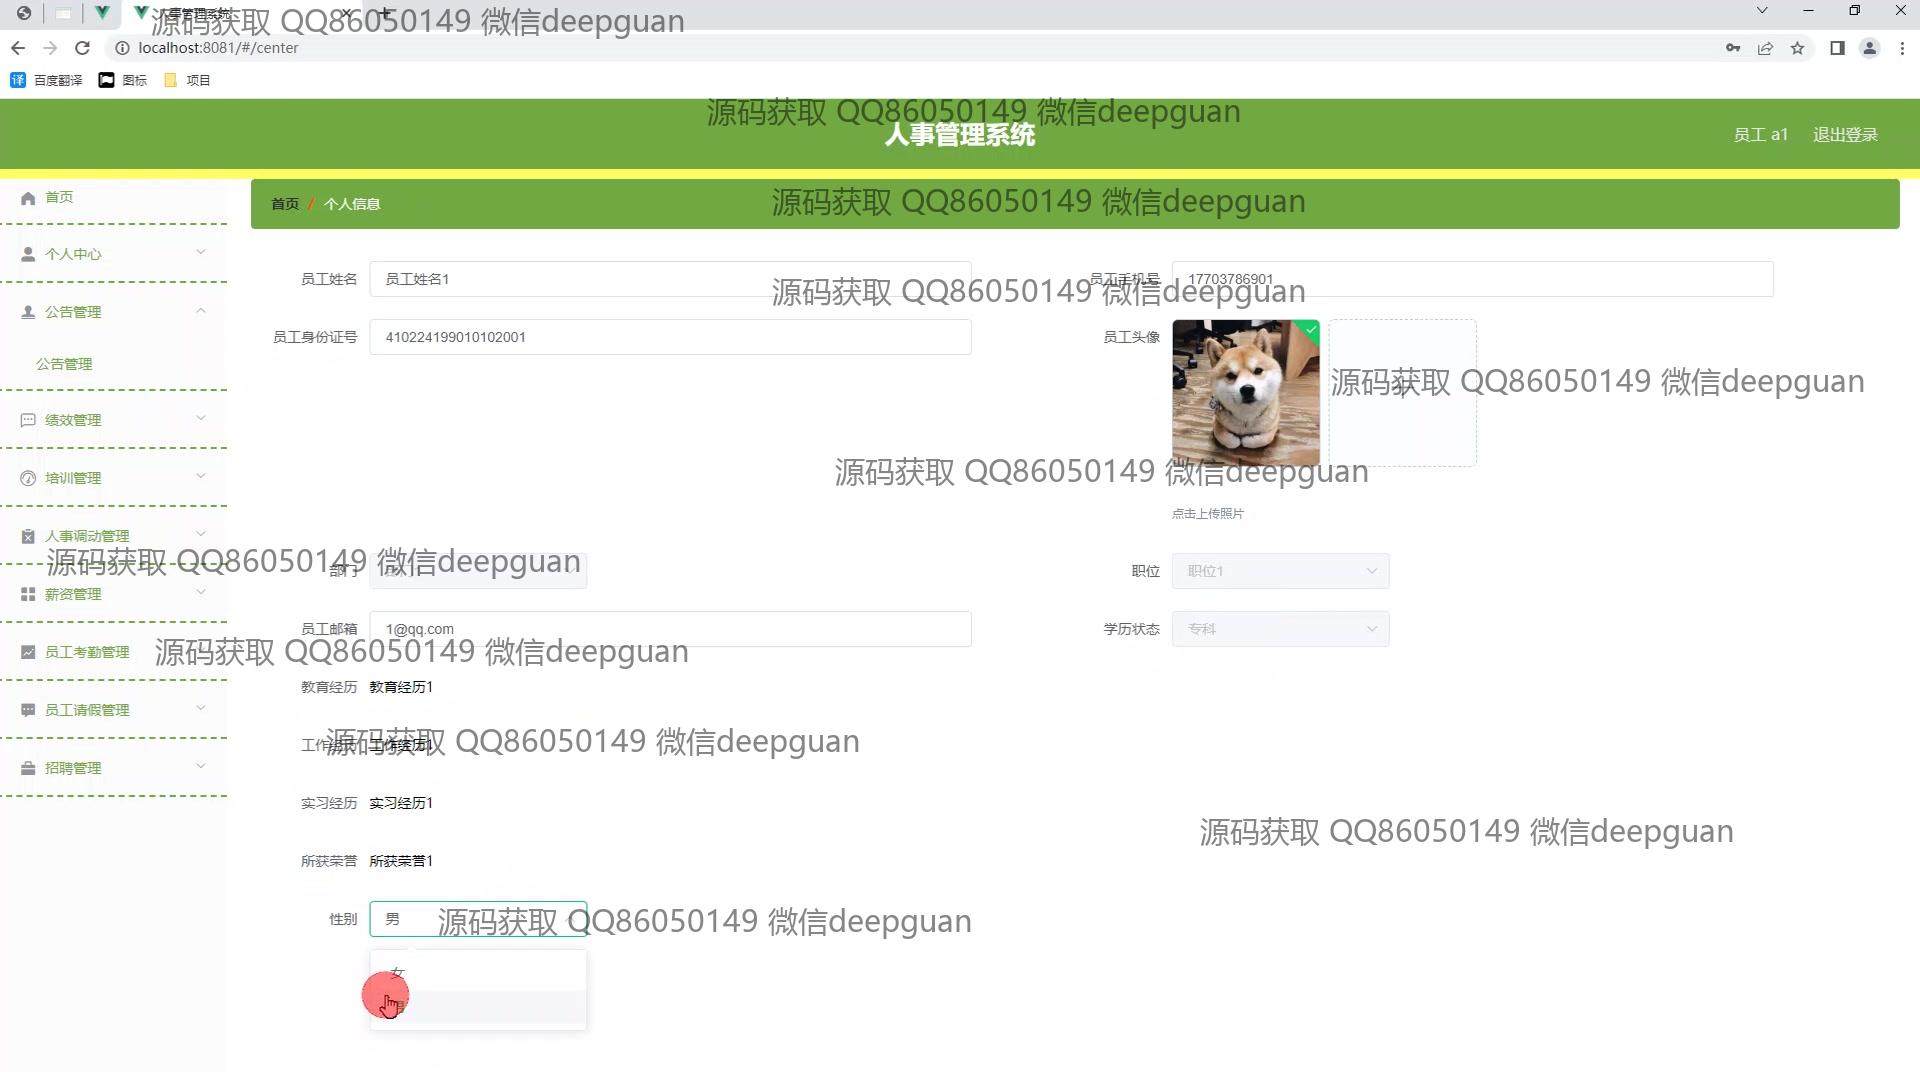 人事管理系统
源码获取 QQ86050149 微信deepguan
localhost:8081/#/center
百度翻译 图标 项目
源码获取 QQ86050149 微信deepguan
人事管理系统
员工 a1 退出登录
首页
首页 / 个人信息
源码获取 QQ86050149 微信deepguan
个人中心
员工姓名 员工姓名1
员工手机号 17703786901
源码获取 QQ86050149 微信deepguan
公告管理
员工身份证号 410224199010102001
员工头像
公告管理
源码获取 QQ86050149 微信deepguan
绩效管理
源码获取 QQ86050149 微信deepguan
培训管理
点击上传照片
人事调动管理
源码获取 QQ86050149 微信deepguan
部门
职位 职位1
薪资管理
员工邮箱 1@qq.com
学历状态 专科
员工考勤管理
源码获取 QQ86050149 微信deepguan
教育经历 教育经历1
员工请假管理
工作经历 工作经历1
源码获取 QQ86050149 微信deepguan
招聘管理
实习经历 实习经历1
源码获取 QQ86050149 微信deepguan
所获荣誉 所获荣誉1
性别 男
源码获取 QQ86050149 微信deepguan
女